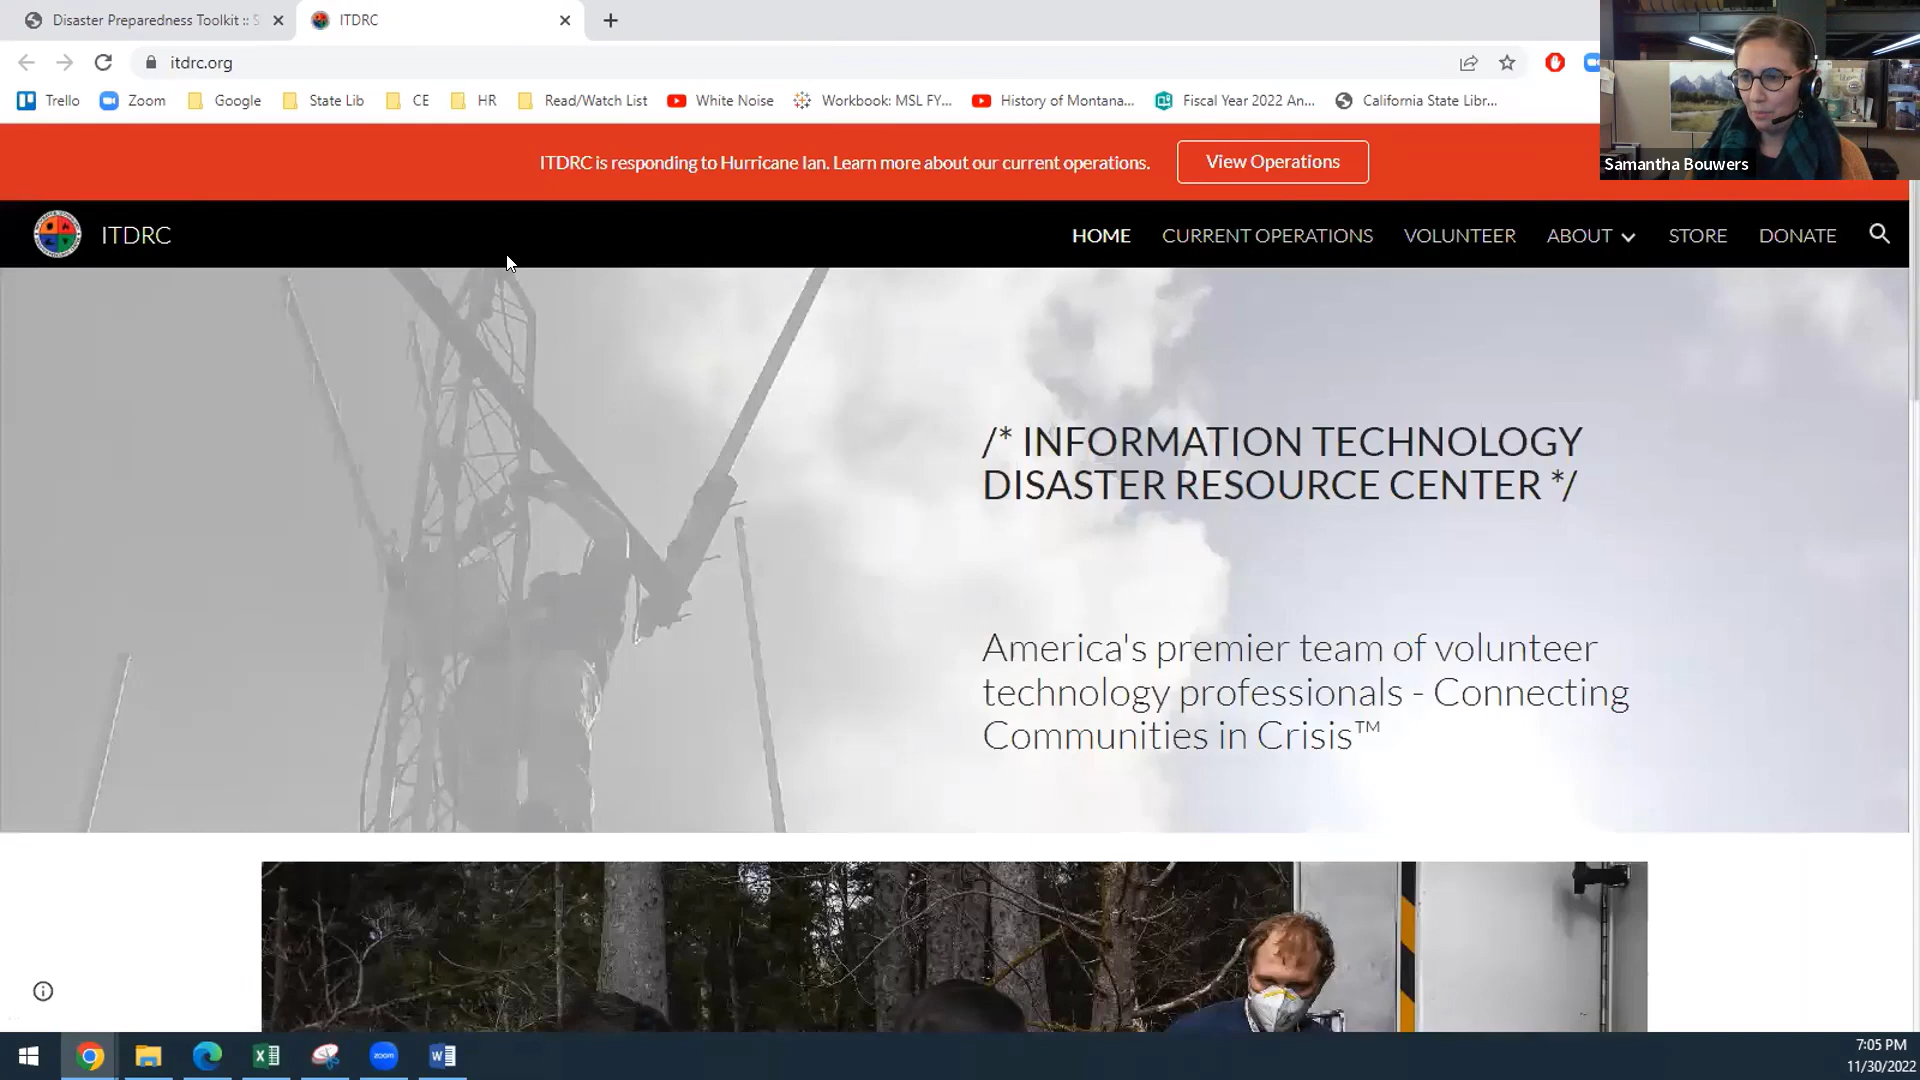 Disaster Preparedness Toolkit :: S
ITDRC
itdrc.org
Trello
Zoom
Google
State Lib
CE
HR
Read/Watch List
White Noise
Workbook: MSL FY...
History of Montana...
Fiscal Year 2022 An...
California State Libr...
Samantha Bouwers
ITDRC is responding to Hurricane Ian. Learn more about our current operations.
View Operations
ITDRC
HOME
CURRENT OPERATIONS
VOLUNTEER
ABOUT
STORE
DONATE
/* INFORMATION TECHNOLOGY
DISASTER RESOURCE CENTER */
America's premier team of volunteer
technology professionals - Connecting
Communities in Crisis™
zoom
7:05 PM
11/30/2022